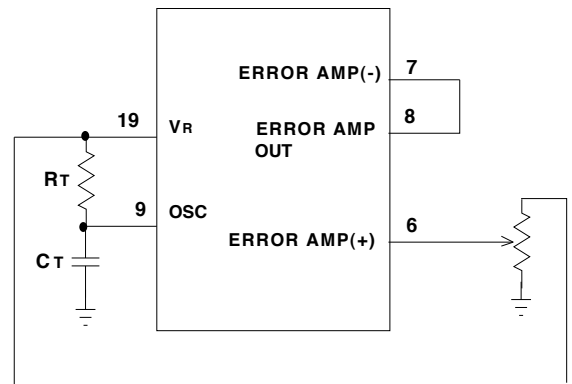 ERROR AMP(-)
7
8
19
VR
ERROR AMP
OUT
RT
9
OSC
6
ERROR AMP(+)
CT